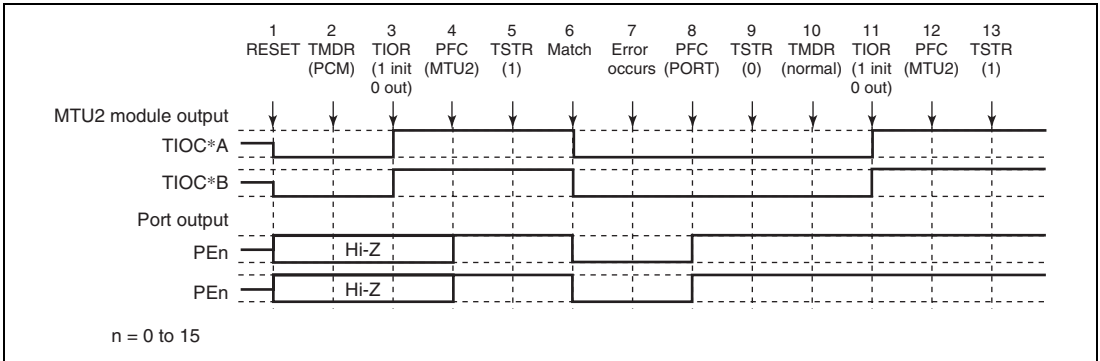 1 2 3 4 5 6 7 8 9 10 11 12 13
RESET TMDR TIOR PFC TSTR Match Error PFC TSTR TMDR TIOR PFC TSTR
(PCM) (1 init (MTU2) (1) occurs (PORT) (0) (normal) (1 init (MTU2) (1)
0 out) 0 out)
MTU2 module output
TIOC*A
TIOC*B
Port output
PEn Hi-Z
PEn Hi-Z
n = 0 to 15